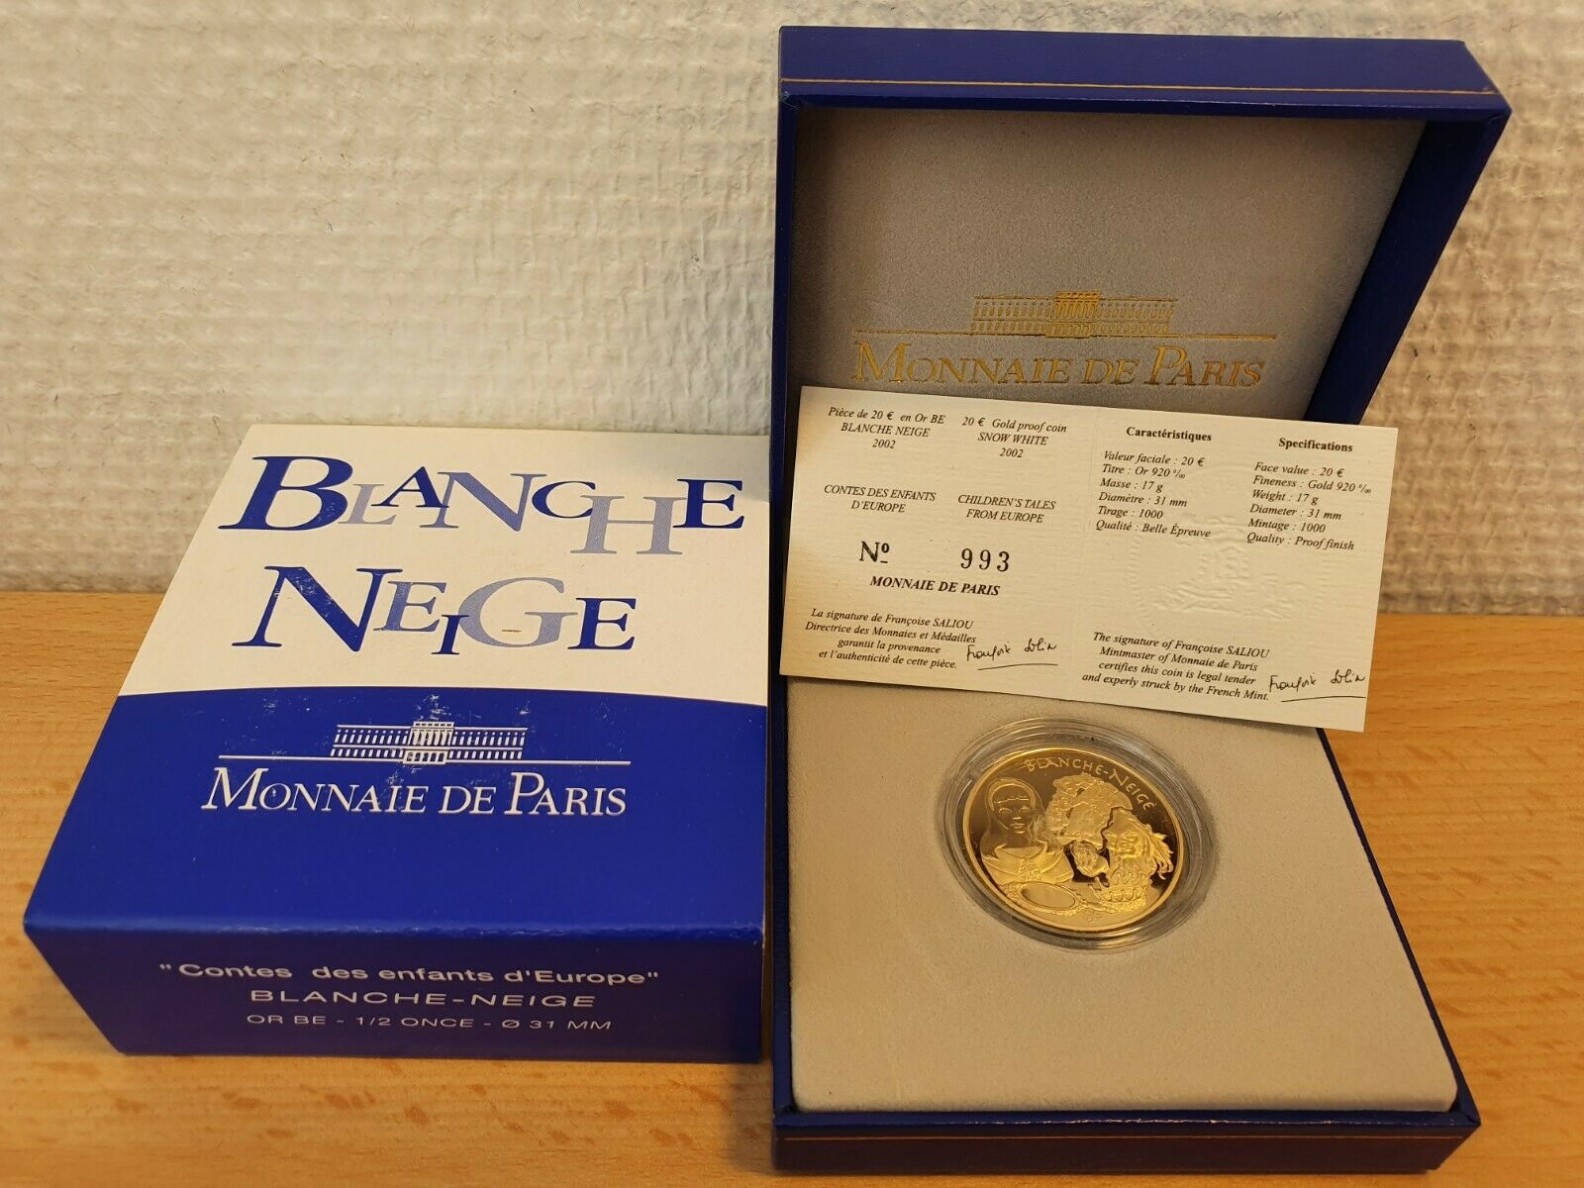 BLANCHE
NEIGE
MONNAIE DE PARIS
"Contes des enfants d'Europe"
BLANCHE-NEIGE
OR BE - 1/2 ONCE - Ø 31 MM
MONNAIE DE PARIS
Pièce de 20 € en Or BE
BLANCHE NEIGE
2002
CONTES DES ENFANTS
D'EUROPE
20 € Gold proof coin
SNOW WHITE
2002
CHILDREN'S TALES
FROM EUROPE
Nº 993
MONNAIE DE PARIS
La signature de Françoise SALIOU
Directrice des Monnaies et Médailles
garantit la provenance
et l'authenticité de cette pièce.
Caractéristiques
Valeur faciale : 20 €
Titre : Or 920 ‰
Masse : 17 g
Diamètre : 31 mm
Tirage : 1000
Qualité : Belle Épreuve
Specifications
Face value : 20 €
Fineness : Gold 920 ‰
Weight : 17 g
Diameter : 31 mm
Mintage : 1000
Quality : Proof finish
The signature of Françoise SALIOU
Mintmaster of Monnaie de Paris
certifies this coin is legal tender
and experly struck by the French Mint.
BLANCHE-NEIGE